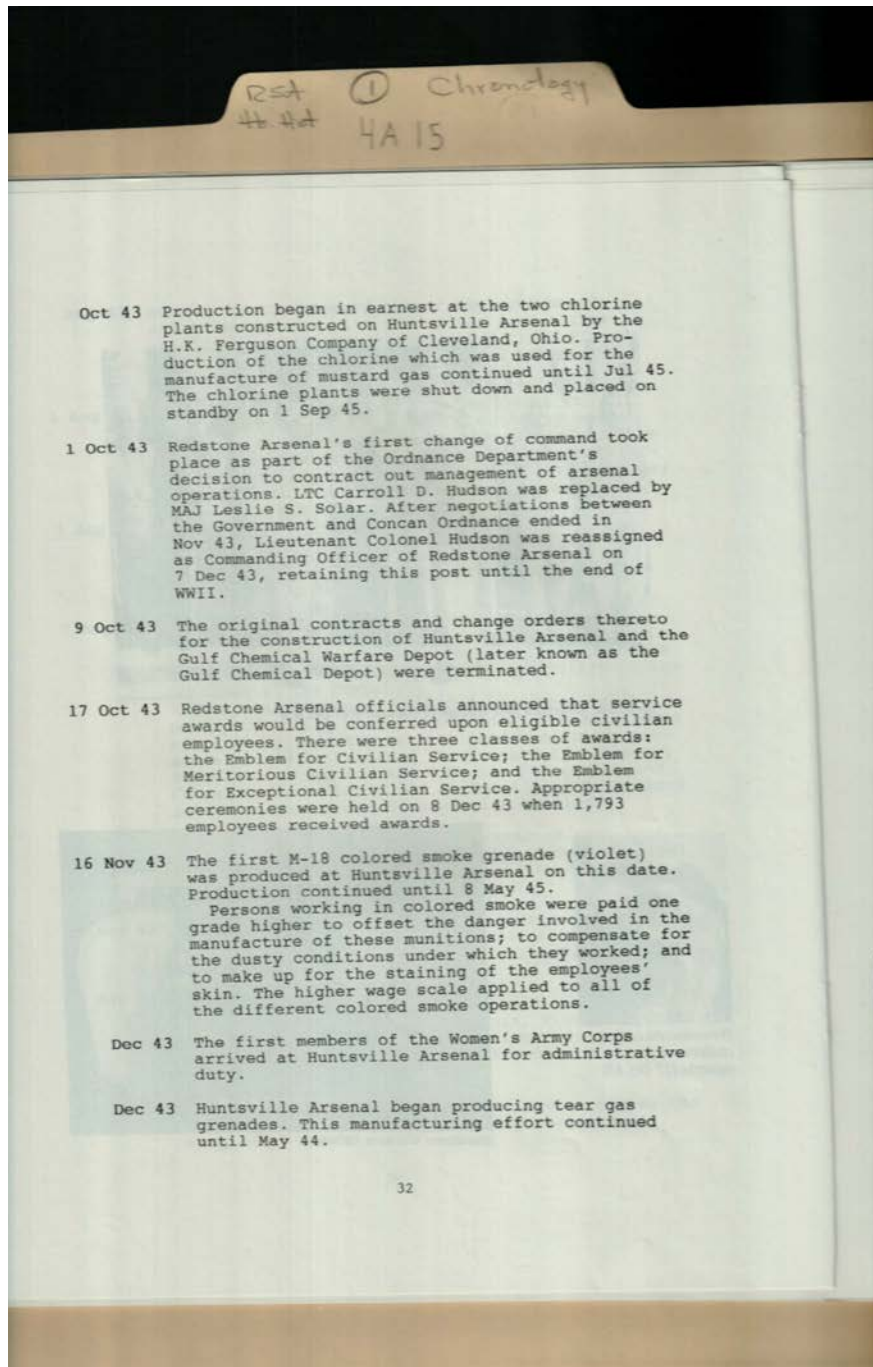 RSA ① Chronology
4A 15
Oct 43 Production began in earnest at the two chlorine
plants constructed on Huntsville Arsenal by the
H.K. Ferguson Company of Cleveland, Ohio. Pro-
duction of the chlorine which was used for the
manufacture of mustard gas continued until Jul 45.
The chlorine plants were shut down and placed on
standby on 1 Sep 45.
1 Oct 43 Redstone Arsenal's first change of command took
place as part of the Ordnance Department's
decision to contract out management of arsenal
operations. LTC Carroll D. Hudson was replaced by
MAJ Leslie S. Solar. After negotiations between
the Government and Concan Ordnance ended in
Nov 43, Lieutenant Colonel Hudson was reassigned
as Commanding Officer of Redstone Arsenal on
7 Dec 43, retaining this post until the end of
WWII.
9 Oct 43 The original contracts and change orders thereto
for the construction of Huntsville Arsenal and the
Gulf Chemical Warfare Depot (later known as the
Gulf Chemical Depot) were terminated.
17 Oct 43 Redstone Arsenal officials announced that service
awards would be conferred upon eligible civilian
employees. There were three classes of awards:
the Emblem for Civilian Service; the Emblem for
Meritorious Civilian Service; and the Emblem
for Exceptional Civilian Service. Appropriate
ceremonies were held on 8 Dec 43 when 1,793
employees received awards.
16 Nov 43 The first M-18 colored smoke grenade (violet)
was produced at Huntsville Arsenal on this date.
Production continued until 8 May 45.
Persons working in colored smoke were paid one
grade higher to offset the danger involved in the
manufacture of these munitions; to compensate for
the dusty conditions under which they worked; and
to make up for the staining of the employees'
skin. The higher wage scale applied to all of
the different colored smoke operations.
Dec 43 The first members of the Women's Army Corps
arrived at Huntsville Arsenal for administrative
duty.
Dec 43 Huntsville Arsenal began producing tear gas
grenades. This manufacturing effort continued
until May 44.
32